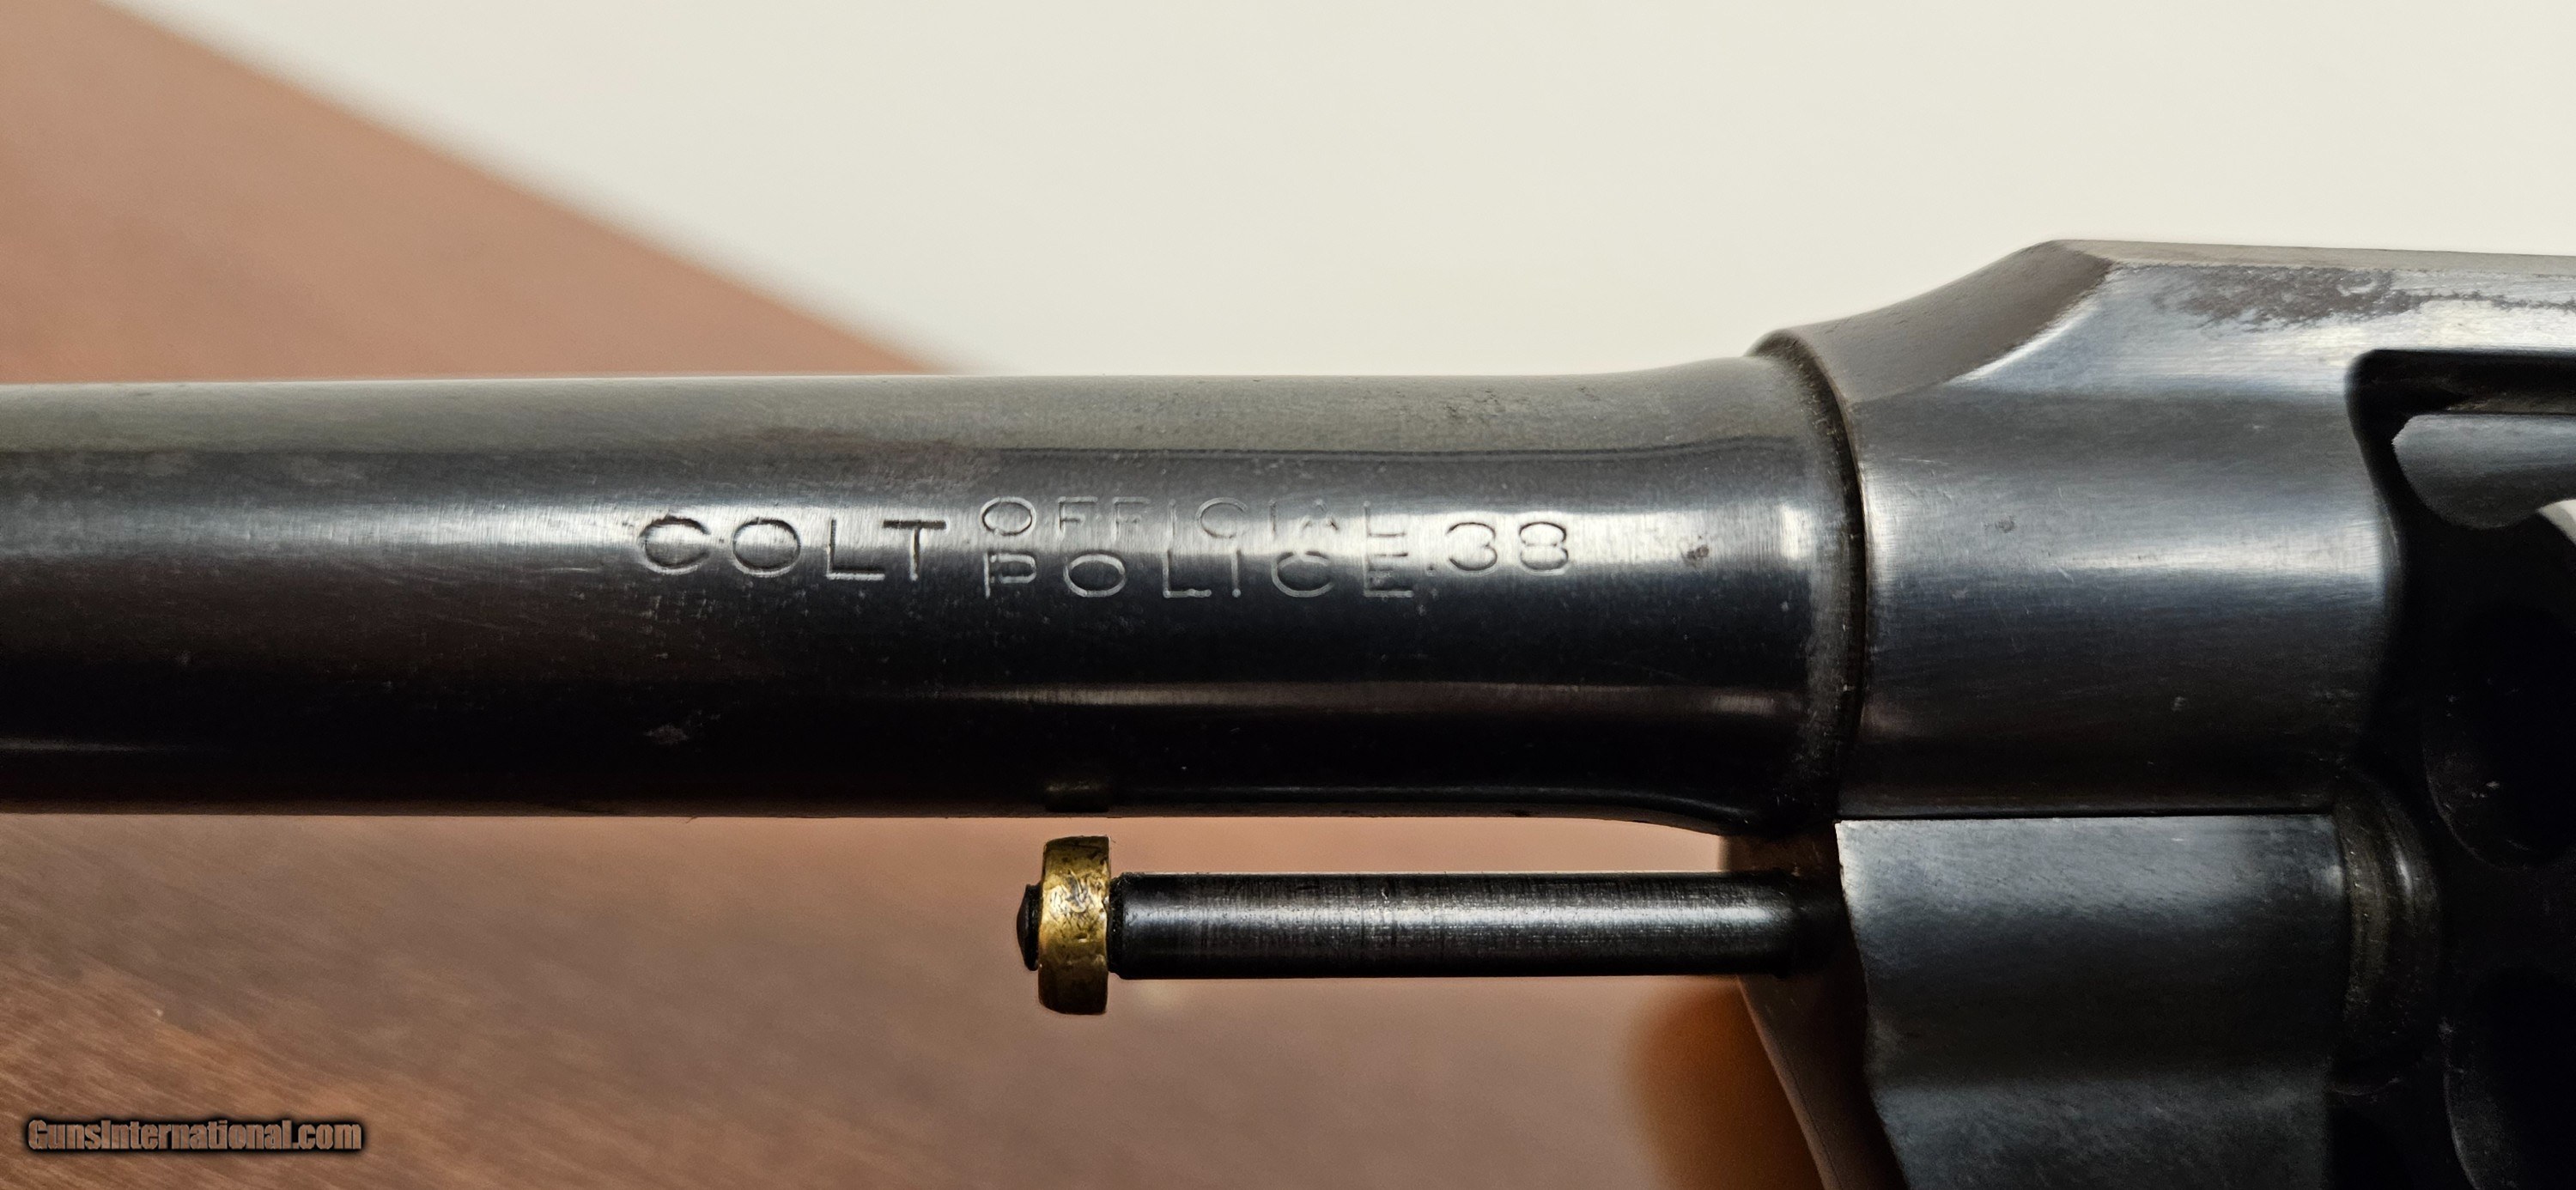 COLT OFFICIAL POLICE .38
GunsInternational.com